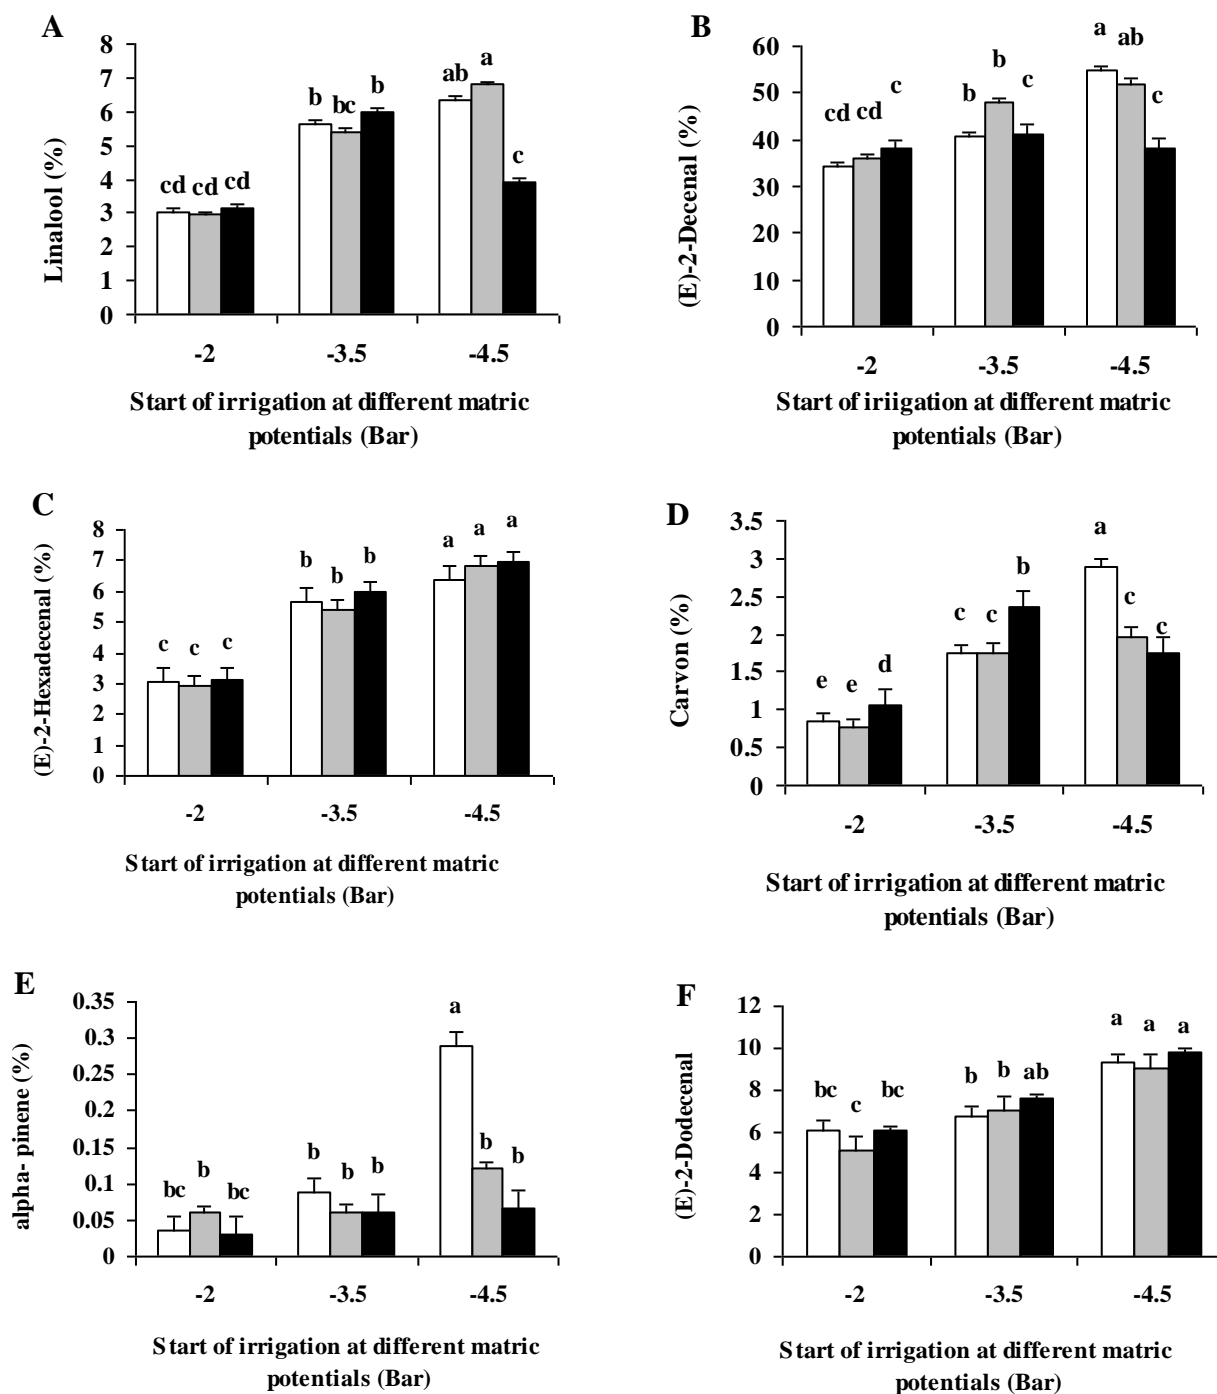 A
Linalool (%)
8
7
6
5
4
3
2
1
0
cd cd cd
b bc b
ab a c
-2 -3.5 -4.5
Start of irrigation at different matric
potentials (Bar)
B
(E)-2-Decenal (%)
60
50
40
30
20
10
0
cd cd c
b b c
a ab c
-2 -3.5 -4.5
Start of iriigation at different matric
potentials (Bar)
C
(E)-2-Hexadecenal (%)
8
7
6
5
4
3
2
1
0
c c c
b b b
a a a
-2 -3.5 -4.5
Start of irrigation at different matric
potentials (Bar)
D
Carvon (%)
3.5
3
2.5
2
1.5
1
0.5
0
e e d
c c b
a c c
-2 -3.5 -4.5
Start of irrigation at different matric
potentials (Bar)
E
alpha- pinene (%)
0.35
0.3
0.25
0.2
0.15
0.1
0.05
0
bc b bc
b b b
a b b
-2 -3.5 -4.5
Start of irrigation at different matric
potentials (Bar)
F
(E)-2-Dodecenal
12
10
8
6
4
2
0
bc c bc
b b ab
a a a
-2 -3.5 -4.5
Start of irrigation at different matric
potentials (Bar)